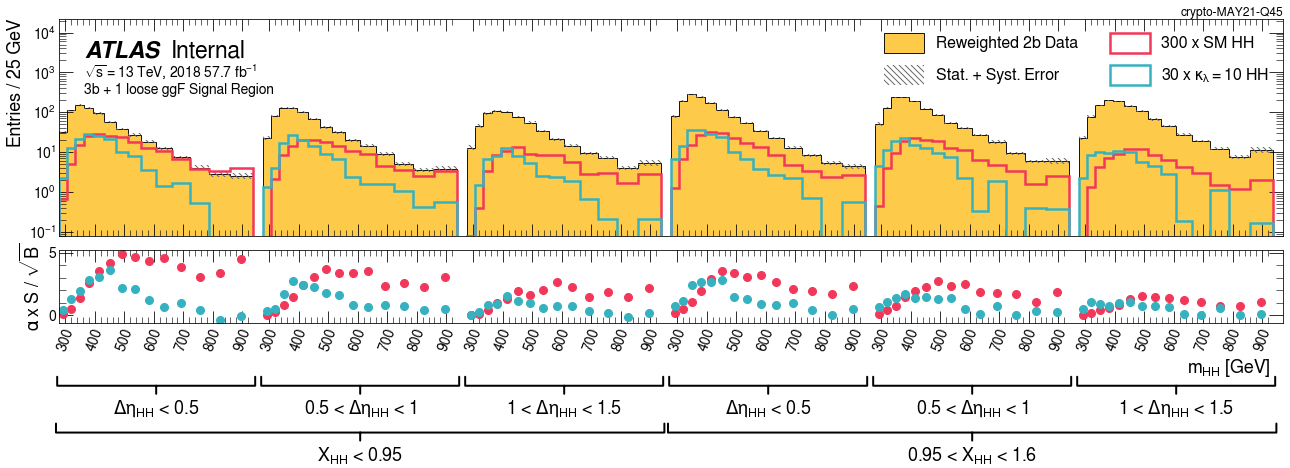 crypto-MAY21-Q45
Entries / 25 GeV
10⁴
10³
10²
10¹
10⁰
10⁻¹
ATLAS Internal
√s = 13 TeV, 2018 57.7 fb⁻¹
3b + 1 loose ggF Signal Region
Reweighted 2b Data
300 x SM HH
Stat. + Syst. Error
30 x κλ = 10 HH
α x S / √B
5
0
300 400 500 600 700 800 900 300 400 500 600 700 800 900 300 400 500 600 700 800 900 300 400 500 600 700 800 900 300 400 500 600 700 800 900 300 400 500 600 700 800 900
mHH [GeV]
ΔηHH < 0.5 0.5 < ΔηHH < 1 1 < ΔηHH < 1.5 ΔηHH < 0.5 0.5 < ΔηHH < 1 1 < ΔηHH < 1.5
XHH < 0.95 0.95 < XHH < 1.6